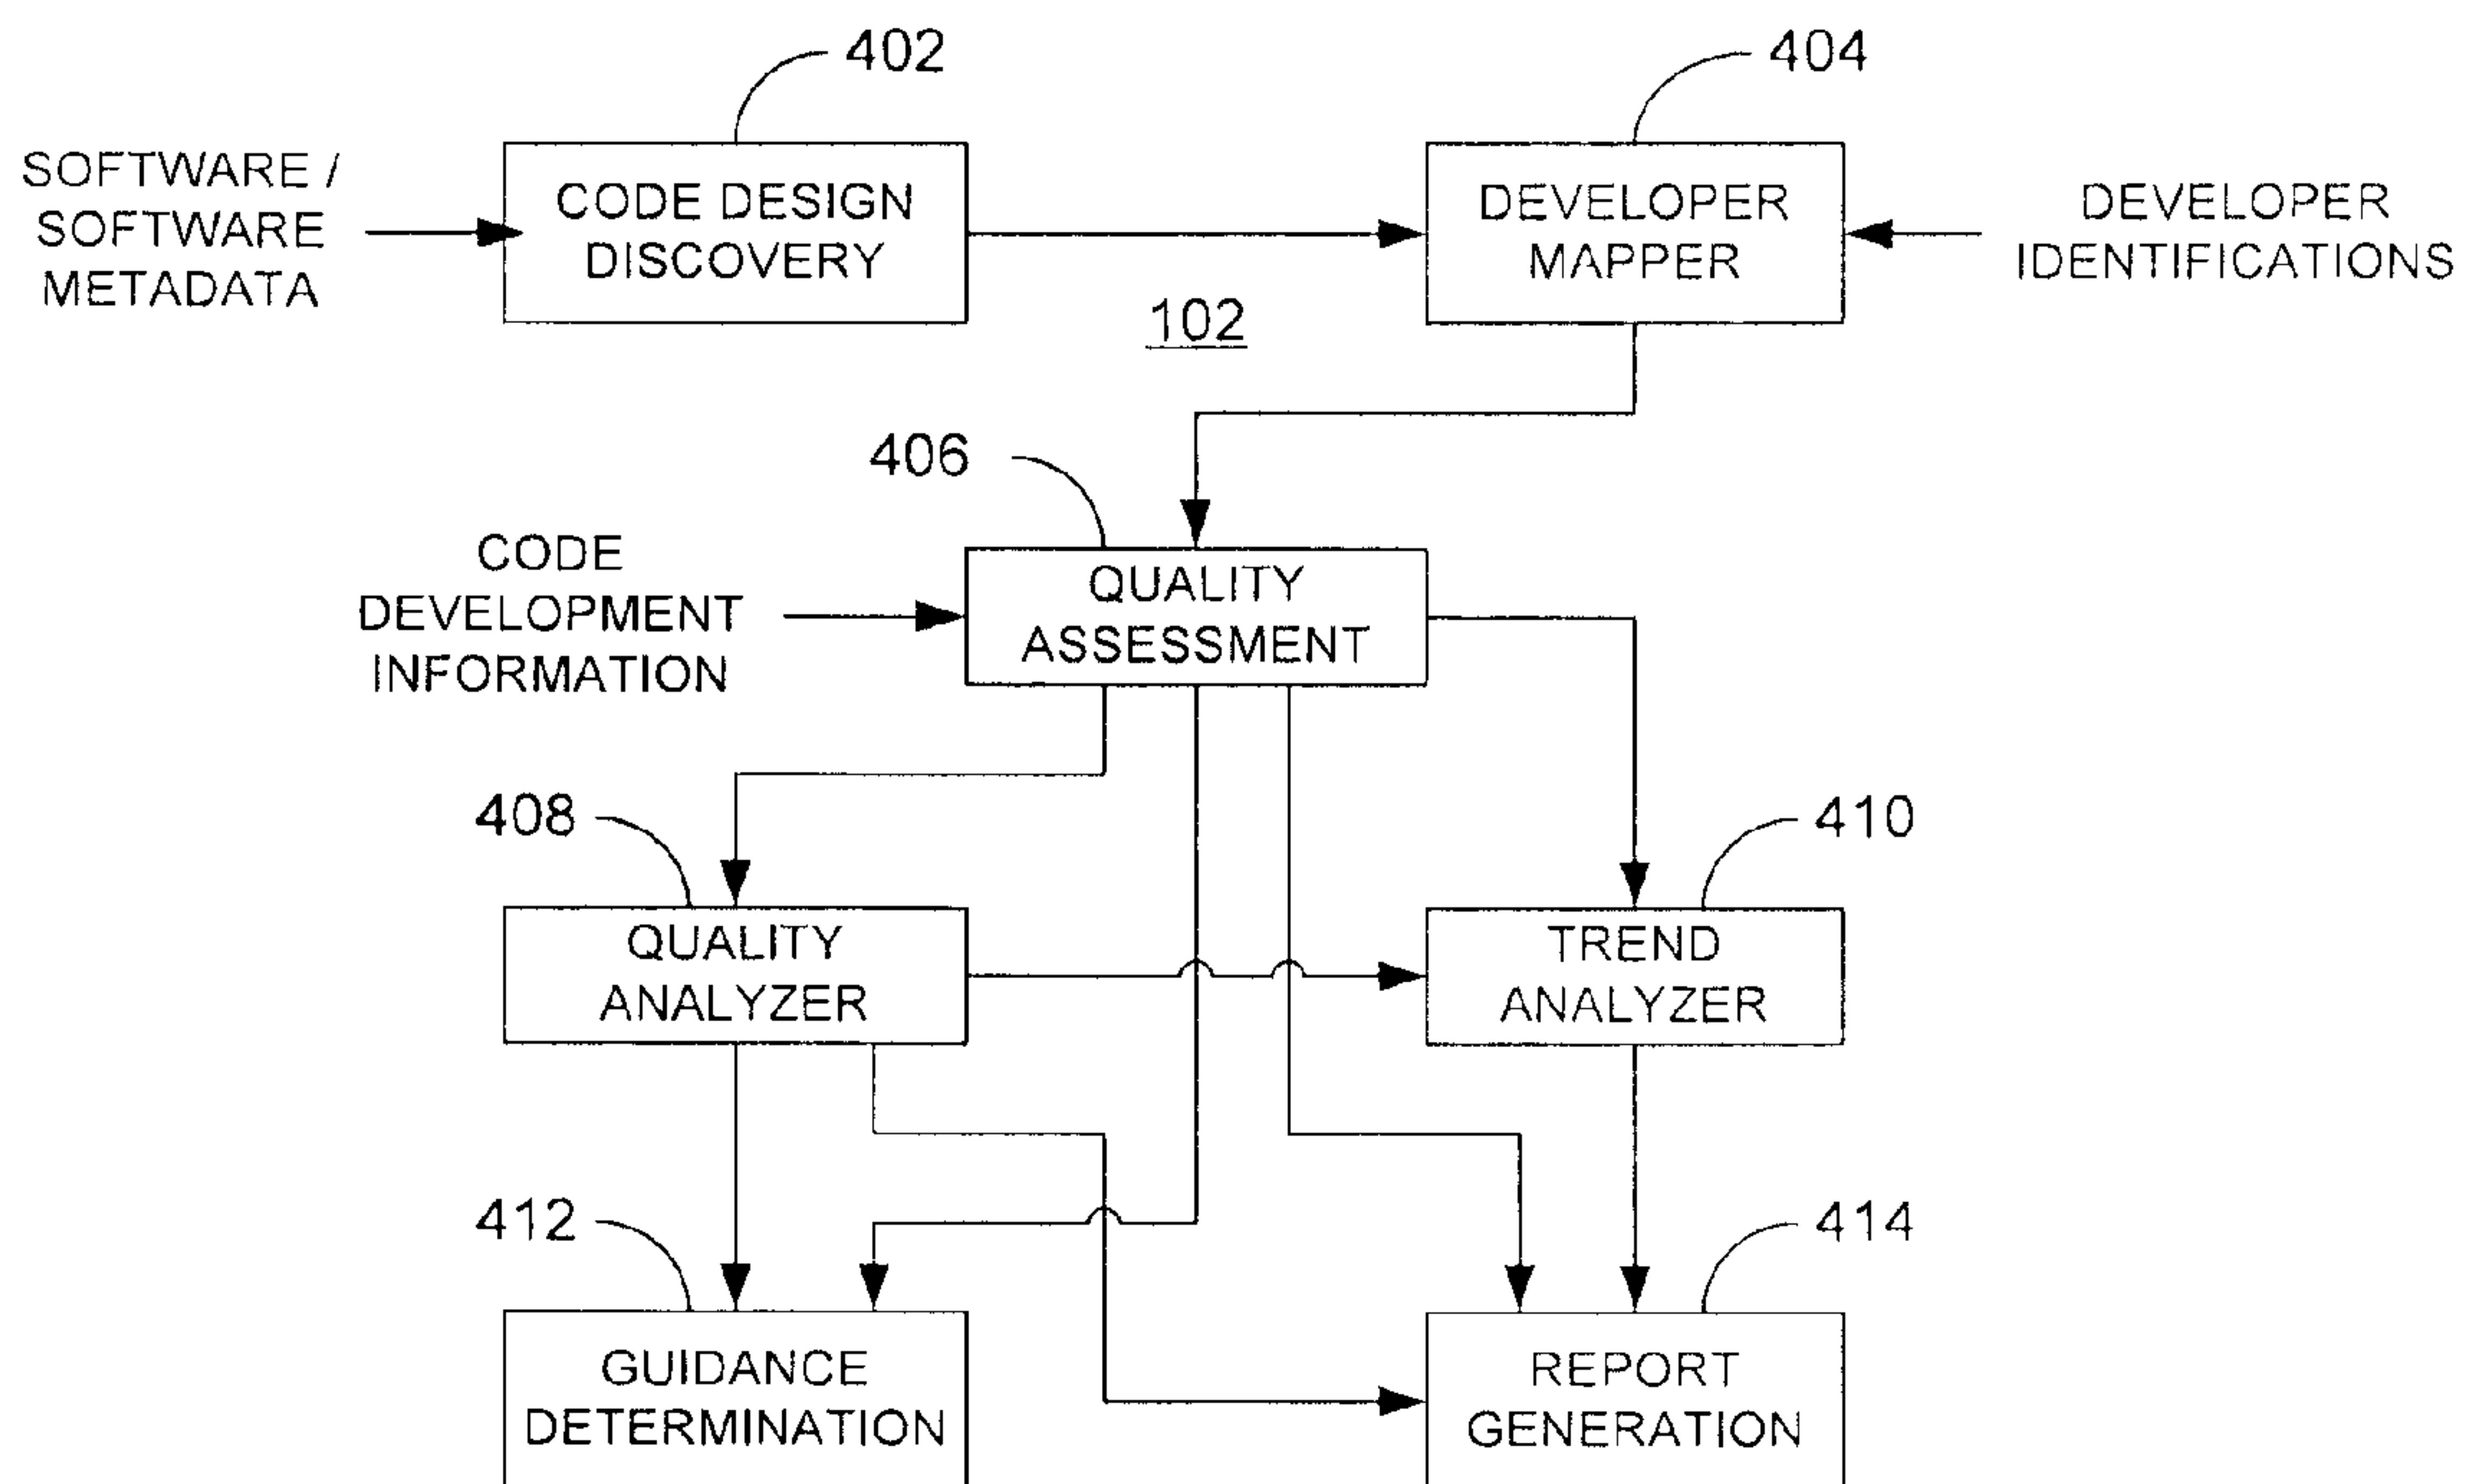 402
404
SOFTWARE /
SOFTWARE
METADATA
CODE DESIGN
DISCOVERY
DEVELOPER
MAPPER
DEVELOPER
IDENTIFICATIONS
102
406
CODE
DEVELOPMENT
INFORMATION
QUALITY
ASSESSMENT
408
410
QUALITY
ANALYZER
TREND
ANALYZER
412
414
GUIDANCE
DETERMINATION
REPORT
GENERATION